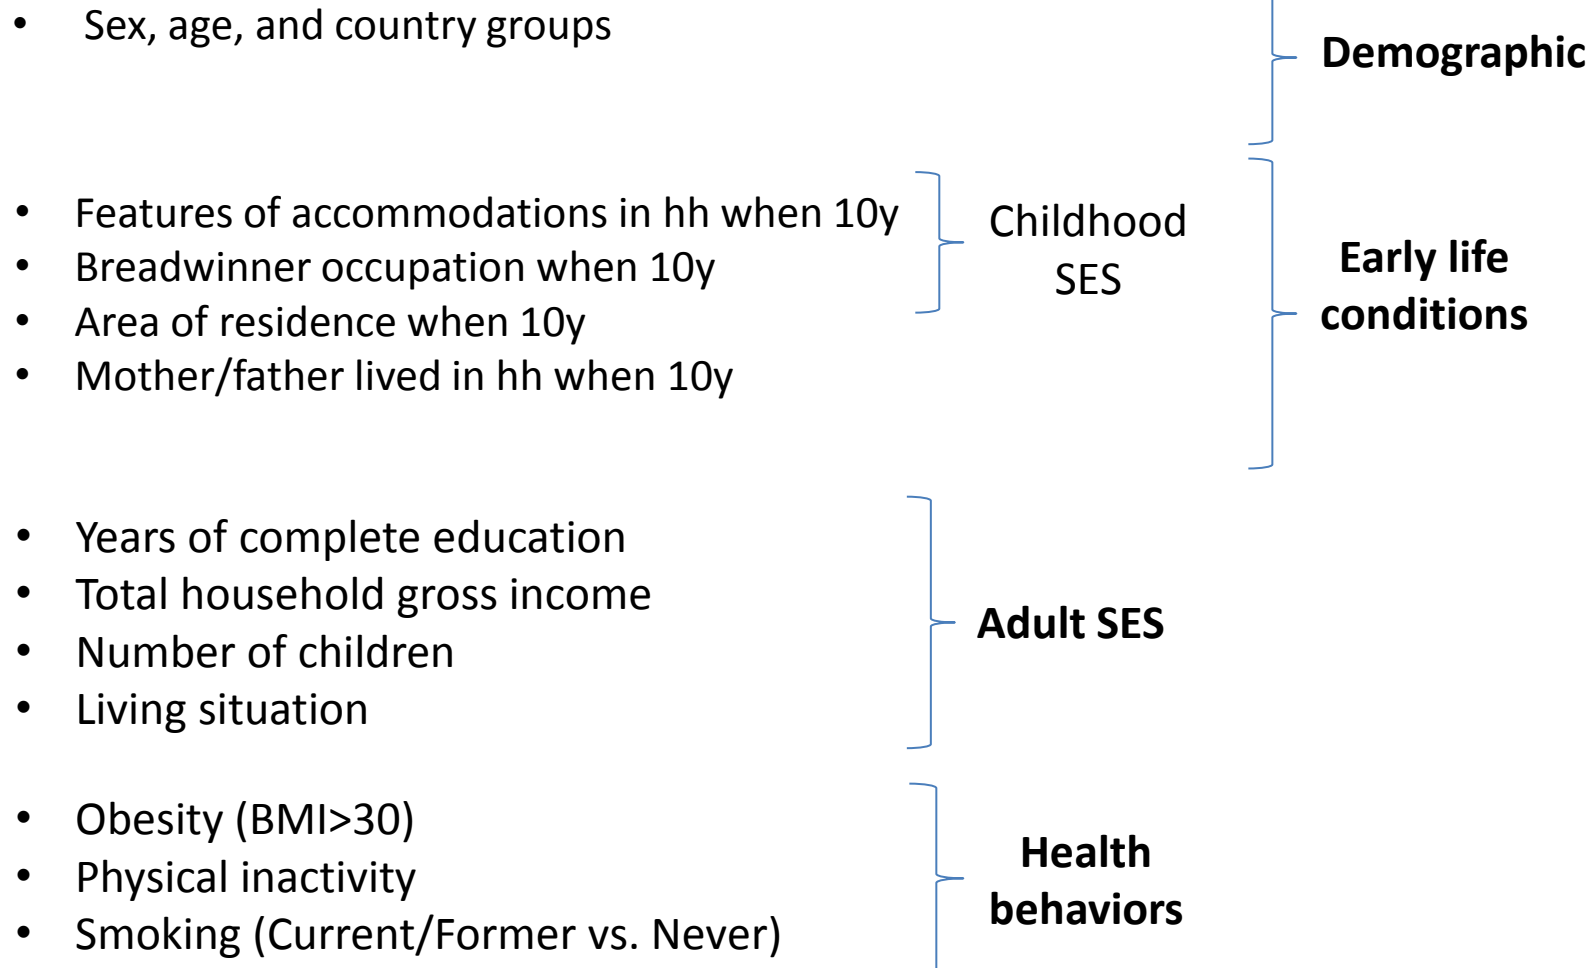 • Sex, age, and country groups
Demographic
• Features of accommodations in hh when 10y
• Breadwinner occupation when 10y
• Area of residence when 10y
• Mother/father lived in hh when 10y
Childhood
SES
Early life
conditions
• Years of complete education
• Total household gross income
• Number of children
• Living situation
Adult SES
• Obesity (BMI>30)
• Physical inactivity
• Smoking (Current/Former vs. Never)
Health
behaviors